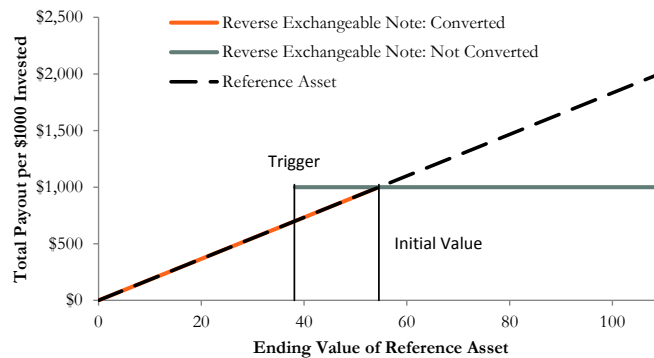 $2,500
Reverse Exchangeable Note: Converted
Reverse Exchangeable Note: Not Converted
$2,000
Reference Asset
$1,500
Trigger
$1,000
Initial Value
$500
$0
0 20 40 60 80 100
Total Payout per $1000 Invested
Ending Value of Reference Asset